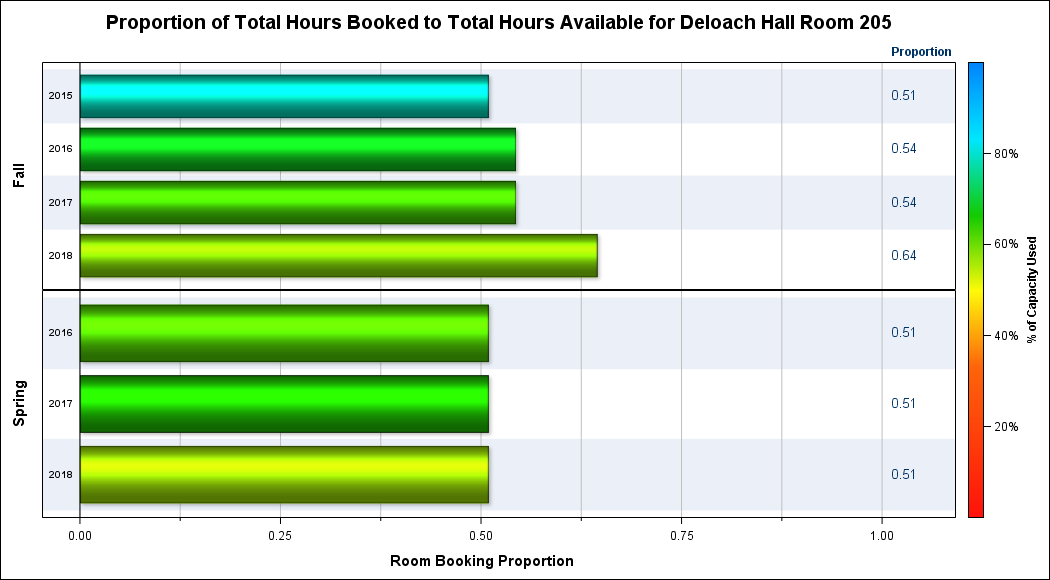 Proportion of Total Hours Booked to Total Hours Available for Deloach Hall Room 205
Proportion
Fall
2015 0.51
2016 0.54
2017 0.54
2018 0.64
Spring
2016 0.51
2017 0.51
2018 0.51
0.00 0.25 0.50 0.75 1.00
Room Booking Proportion
80%
60%
40%
20%
% of Capacity Used